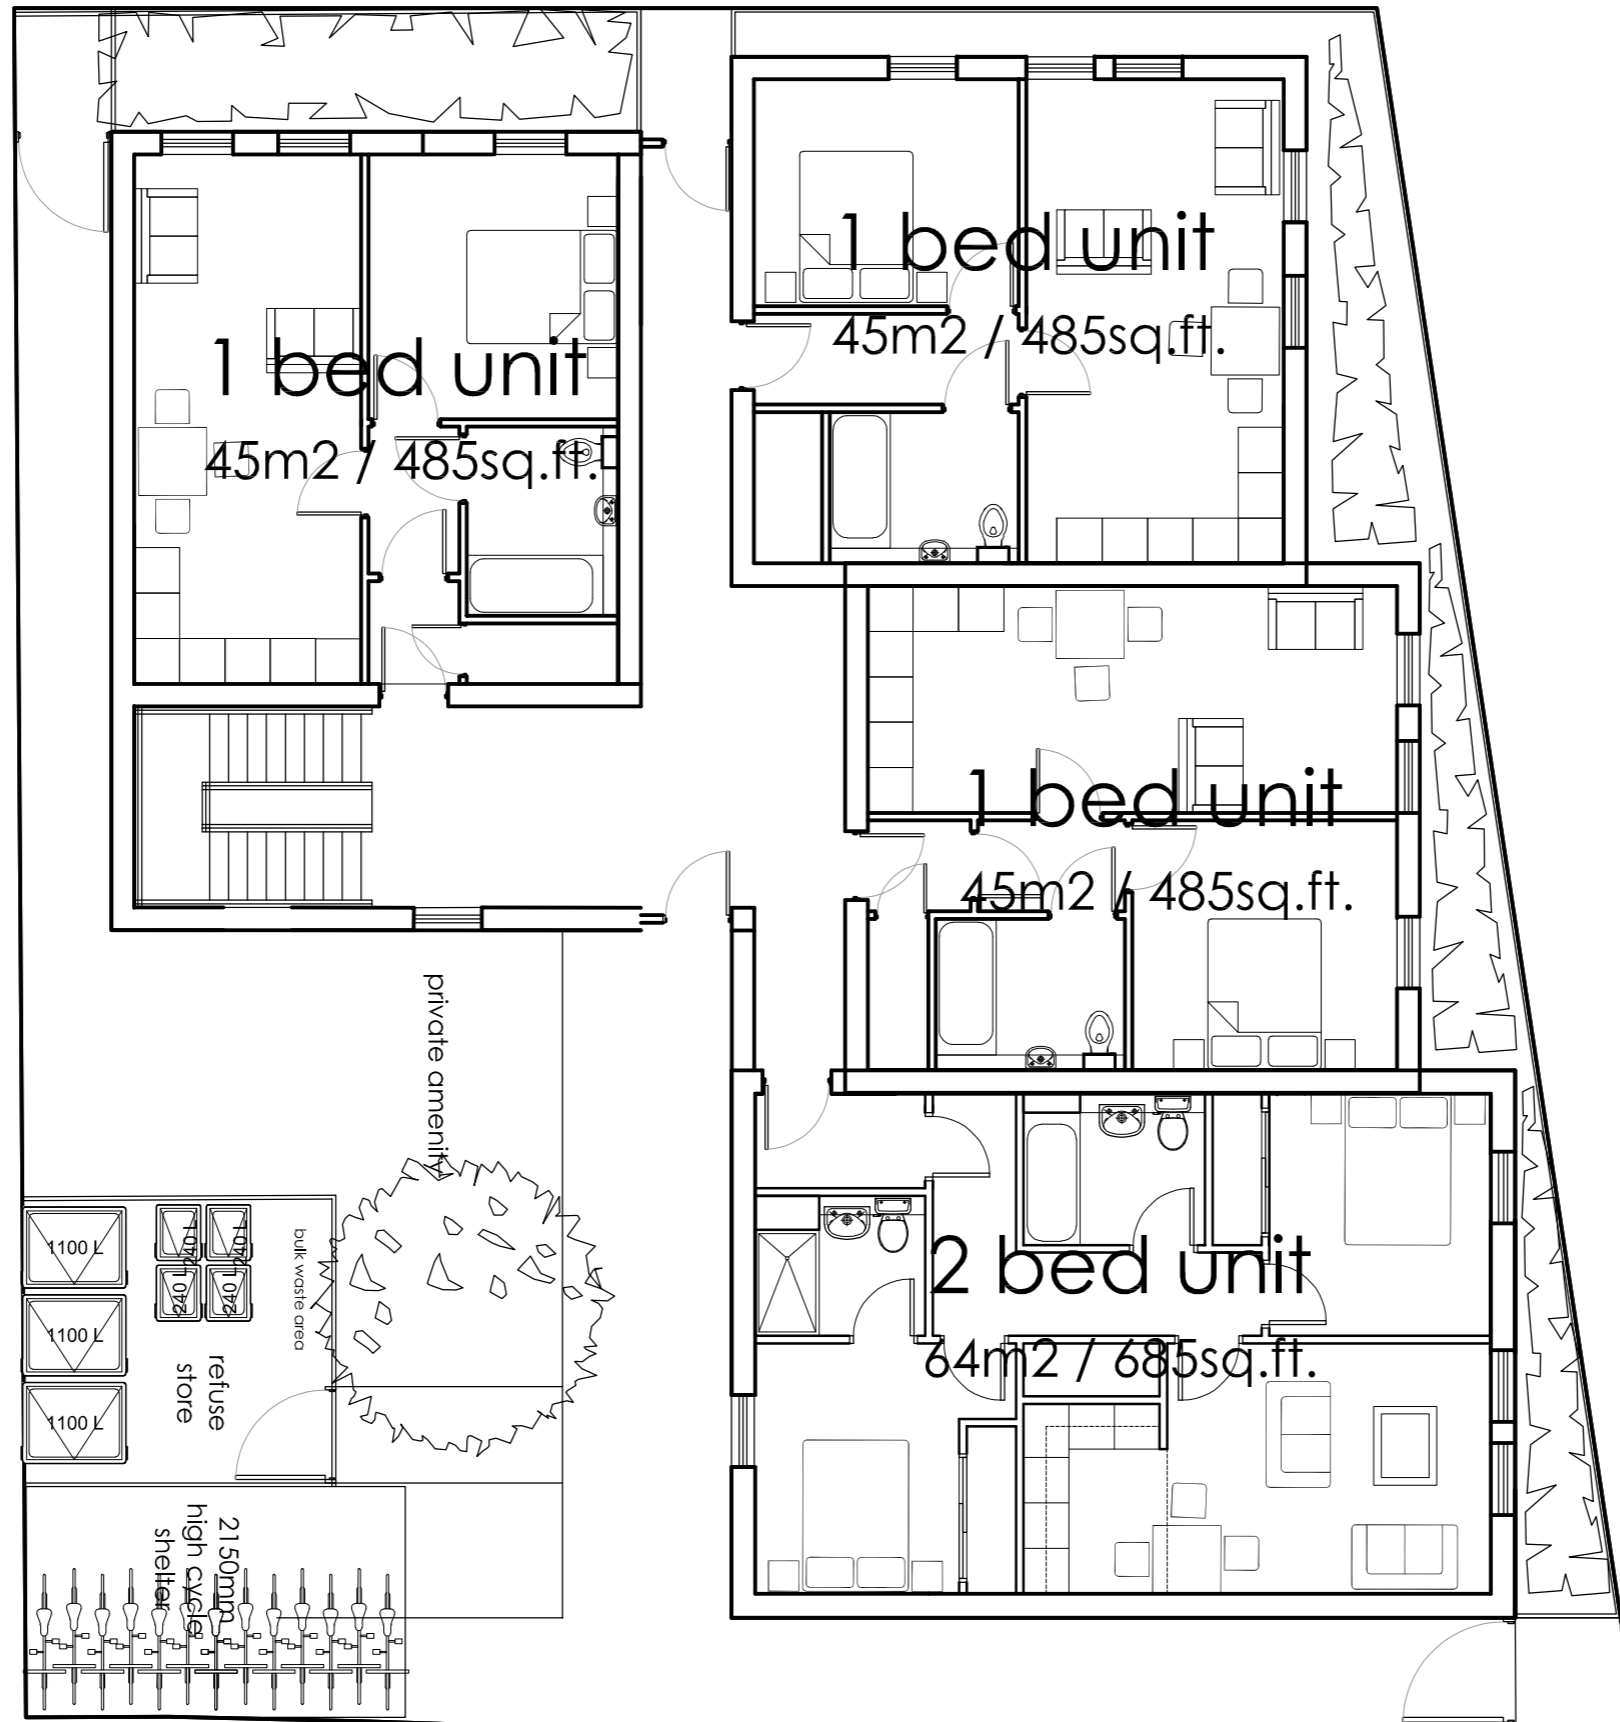 1 bed unit
45m2 / 485sq.ft.
1 bed unit
45m2 / 485sq.ft.
1 bed unit
45m2 / 485sq.ft.
private amenity
2 bed unit
64m2 / 685sq.ft.
1100 L
1100 L
1100 L
240 L
240 L
240 L
240 L
bulk waste area
refuse
store
2150mm
high cycle
shelter